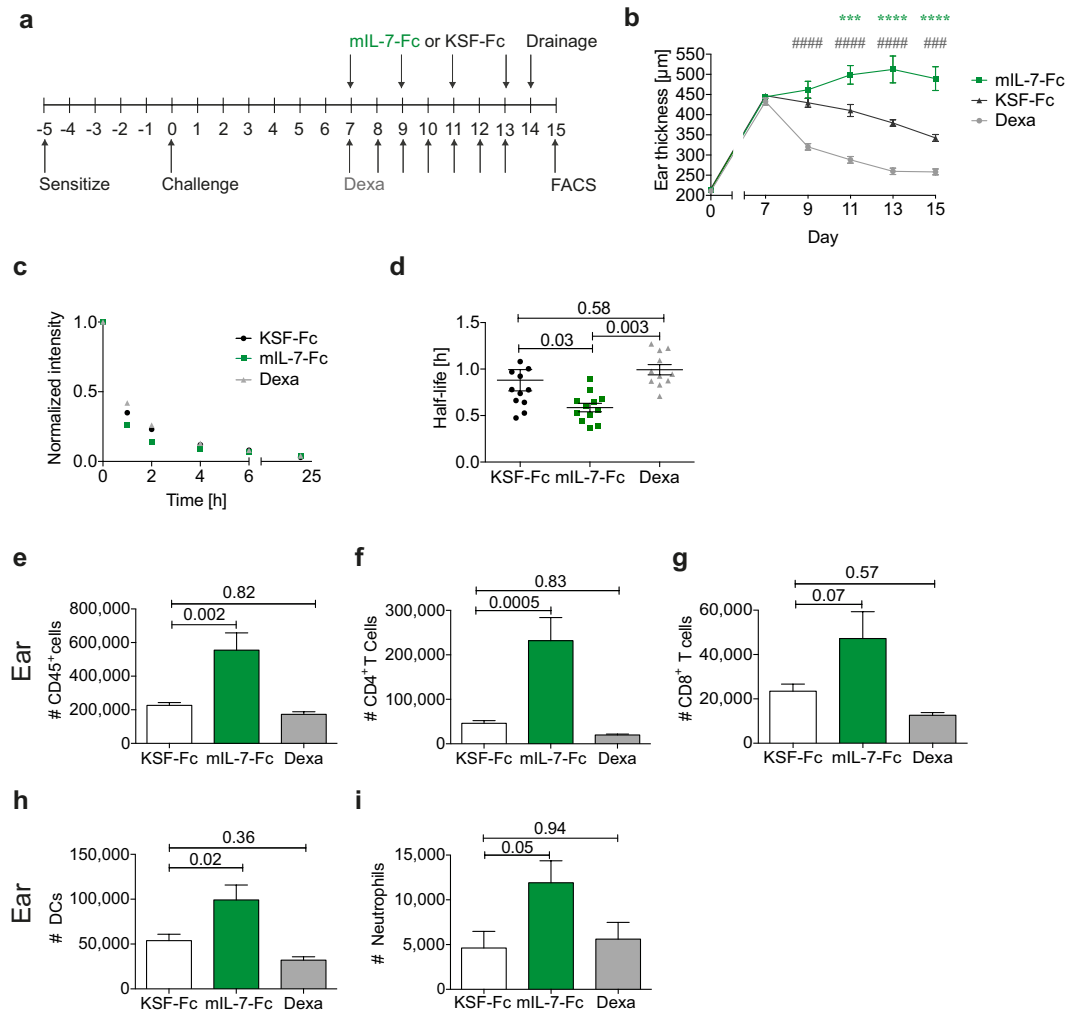 a
mIL-7-Fc or KSF-Fc Drainage
-5 -4 -3 -2 -1 0 1 2 3 4 5 6 7 8 9 10 11 12 13 14 15
Sensitize Challenge Dexa FACS
b
*** **** ****
#### #### #### ###
Ear thickness [µm]
550
500
450
400
350
300
250
200
0 7 9 11 13 15
Day
mIL-7-Fc
KSF-Fc
Dexa
c
Normalized intensity
1.0
0.5
0.0
0 2 4 6 25
Time [h]
KSF-Fc
mIL-7-Fc
Dexa
d
0.58
0.03 0.003
Half-life [h]
1.5
1.0
0.5
0.0
KSF-Fc mIL-7-Fc Dexa
Ear
e
0.82
0.002
# CD45+cells
800,000
600,000
400,000
200,000
0
KSF-Fc mIL-7-Fc Dexa
f
0.83
0.0005
# CD4+T Cells
300,000
200,000
100,000
0
KSF-Fc mIL-7-Fc Dexa
g
0.57
0.07
# CD8+ T cells
60,000
40,000
20,000
0
KSF-Fc mIL-7-Fc Dexa
Ear
h
0.36
0.02
# DCs
150,000
100,000
50,000
0
KSF-Fc mIL-7-Fc Dexa
i
0.94
0.05
# Neutrophils
15,000
10,000
5,000
0
KSF-Fc mIL-7-Fc Dexa